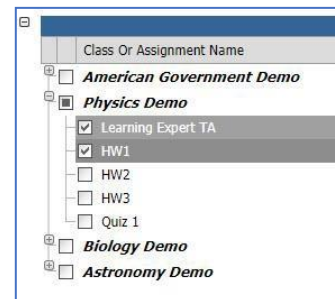 Class Or Assignment Name
American Government Demo
Physics Demo
Learning Expert TA
HW1
HW2
HW3
Quiz 1
Biology Demo
Astronomy Demo